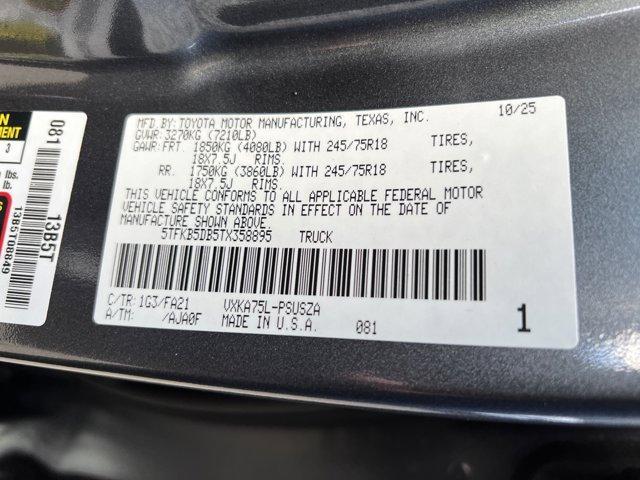 MFD.BY:TOYOTA MOTOR MANUFACTURING, TEXAS, INC. 10/25
GVWR:3270KG (7210LB)
GAWR:FRT. 1850KG (4080LB) WITH 245/75R18 TIRES,
18X7.5J RIMS.
RR. 1750KG (3860LB) WITH 245/75R18 TIRES,
18X7.5J RIMS.
THIS VEHICLE CONFORMS TO ALL APPLICABLE FEDERAL MOTOR
VEHICLE SAFETY STANDARDS IN EFFECT ON THE DATE OF
MANUFACTURE SHOWN ABOVE.
5TFKB5DB5TX358895 TRUCK
C/TR: 1G3/FA21 VXKA75L-PSUSZA
A/TM: /AJA0F MADE IN U.S.A. 081 1
081 13B5T
13B5T08849
3
lbs.
lb.